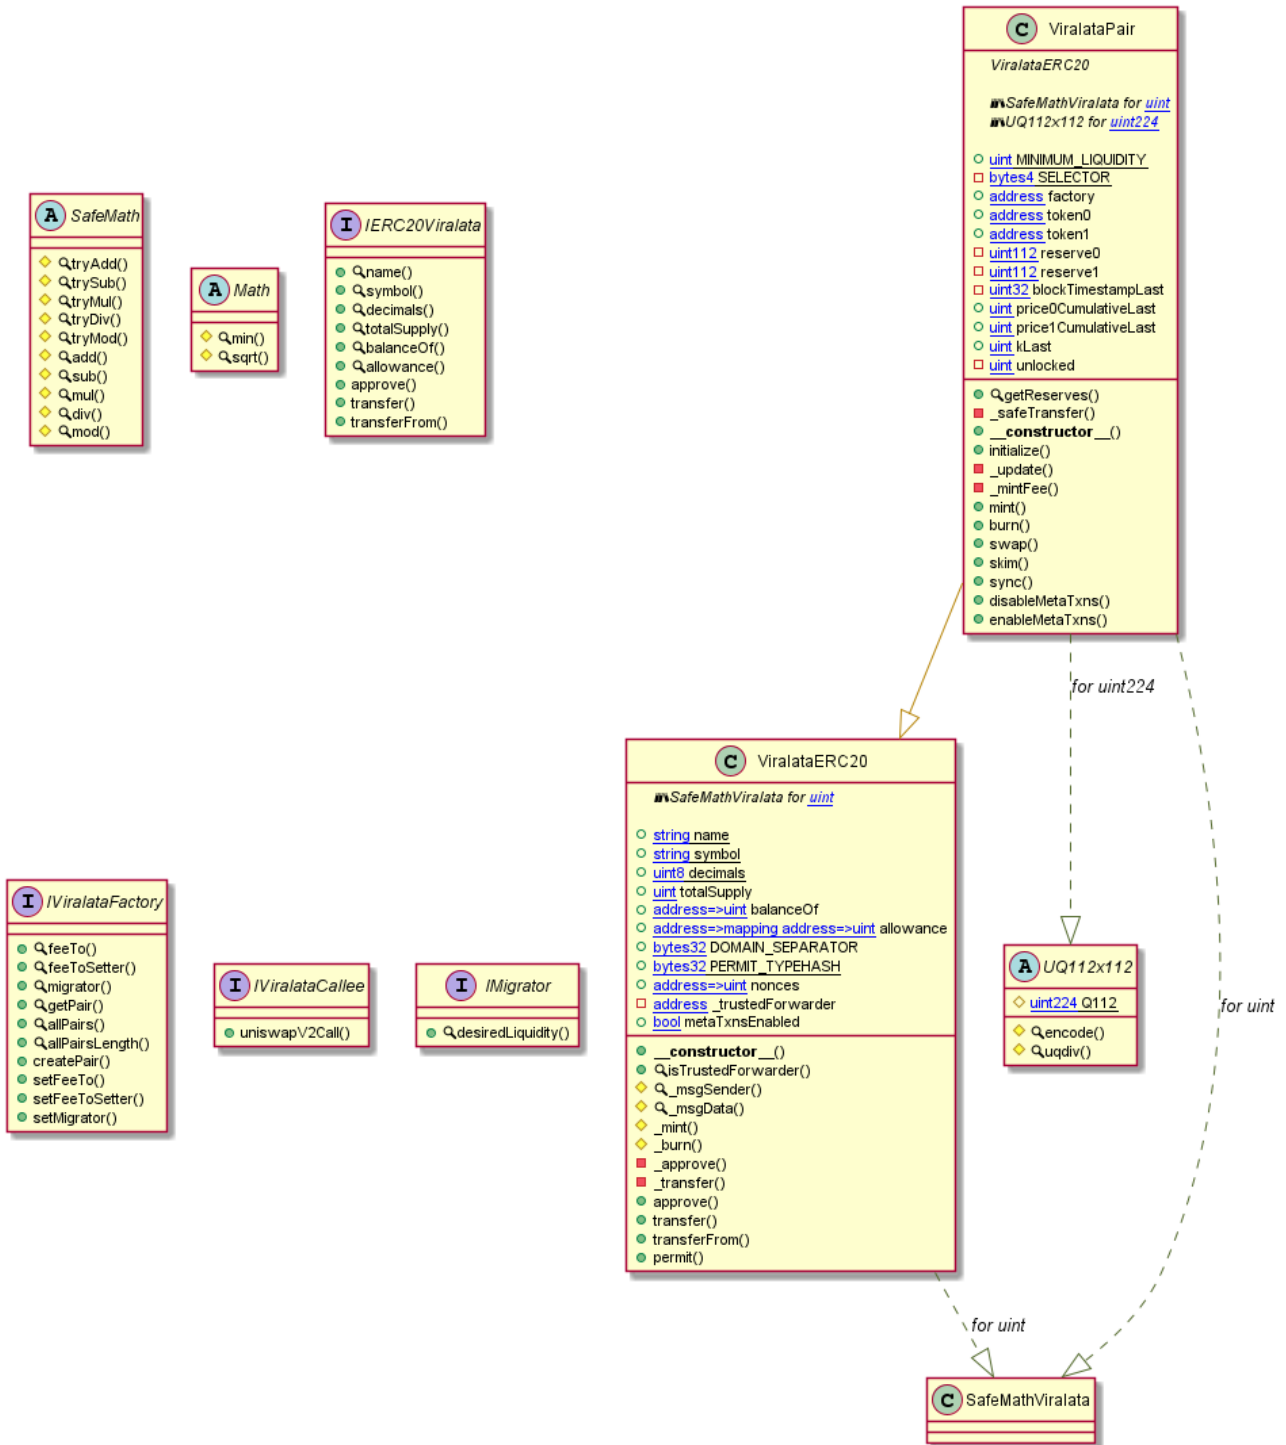 C ViralataPair
ViralataERC20
SafeMathViralata for uint
UQ112x112 for uint224
uint MINIMUM_LIQUIDITY
bytes4 SELECTOR
address factory
address token0
address token1
uint112 reserve0
uint112 reserve1
uint32 blockTimestampLast
uint price0CumulativeLast
uint price1CumulativeLast
uint kLast
uint unlocked
getReserves()
_safeTransfer()
__constructor__()
initialize()
_update()
_mintFee()
mint()
burn()
swap()
skim()
sync()
disableMetaTxns()
enableMetaTxns()
A SafeMath
tryAdd()
trySub()
tryMul()
tryDiv()
tryMod()
add()
sub()
mul()
div()
mod()
A Math
min()
sqrt()
I IERC20Viralata
name()
symbol()
decimals()
totalSupply()
balanceOf()
allowance()
approve()
transfer()
transferFrom()
for uint224
C ViralataERC20
SafeMathViralata for uint
string name
string symbol
uint8 decimals
uint totalSupply
address=>uint balanceOf
address=>mapping address=>uint allowance
bytes32 DOMAIN_SEPARATOR
bytes32 PERMIT_TYPEHASH
address=>uint nonces
address _trustedForwarder
bool metaTxnsEnabled
__constructor__()
isTrustedForwarder()
_msgSender()
_msgData()
_mint()
_burn()
_approve()
_transfer()
approve()
transfer()
transferFrom()
permit()
I IViralataFactory
feeTo()
feeToSetter()
migrator()
getPair()
allPairs()
allPairsLength()
createPair()
setFeeTo()
setFeeToSetter()
setMigrator()
I IViralataCallee
uniswapV2Call()
I IMigrator
desiredLiquidity()
A UQ112x112
uint224 Q112
encode()
uqdiv()
for uint
for uint
C SafeMathViralata